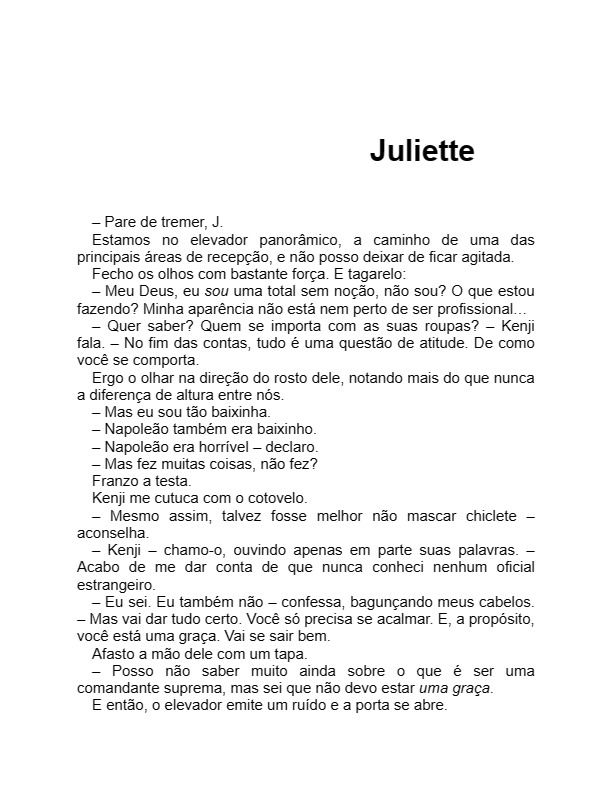 Juliette
– Pare de tremer, J.
Estamos no elevador panorâmico, a caminho de uma das
principais áreas de recepção, e não posso deixar de ficar agitada.
Fecho os olhos com bastante força. E tagarelo:
– Meu Deus, eu sou uma total sem noção, não sou? O que estou
fazendo? Minha aparência não está nem perto de ser profissional…
– Quer saber? Quem se importa com as suas roupas? – Kenji
fala. – No fim das contas, tudo é uma questão de atitude. De como
você se comporta.
Ergo o olhar na direção do rosto dele, notando mais do que nunca
a diferença de altura entre nós.
– Mas eu sou tão baixinha.
– Napoleão também era baixinho.
– Napoleão era horrível – declaro.
– Mas fez muitas coisas, não fez?
Franzo a testa.
Kenji me cutuca com o cotovelo.
– Mesmo assim, talvez fosse melhor não mascar chiclete –
aconselha.
– Kenji – chamo-o, ouvindo apenas em parte suas palavras. –
Acabo de me dar conta de que nunca conheci nenhum oficial
estrangeiro.
– Eu sei. Eu também não – confessa, bagunçando meus cabelos.
– Mas vai dar tudo certo. Você só precisa se acalmar. E, a propósito,
você está uma graça. Vai se sair bem.
Afasto a mão dele com um tapa.
– Posso não saber muito ainda sobre o que é ser uma
comandante suprema, mas sei que não devo estar uma graça.
E então, o elevador emite um ruído e a porta se abre.